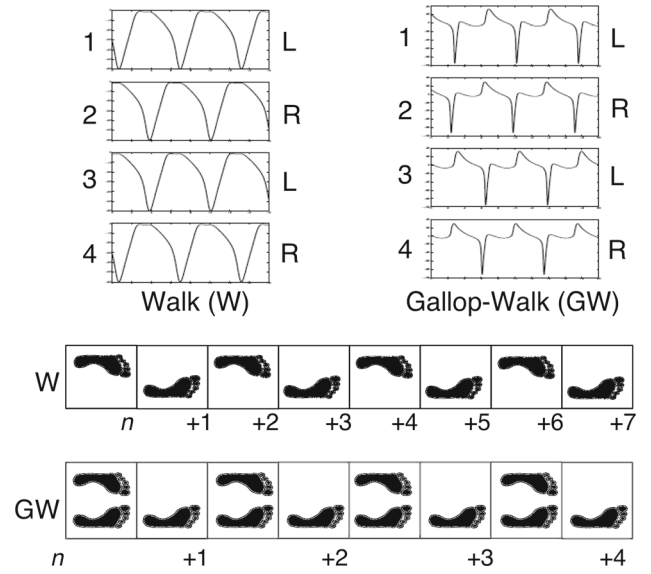 1 L
2 R
3 L
4 R
Walk (W)
1 L
2 R
3 L
4 R
Gallop-Walk (GW)
W
n +1 +2 +3 +4 +5 +6 +7
GW
n +1 +2 +3 +4